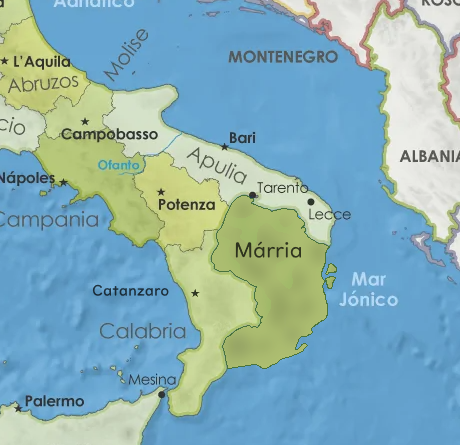 Adriático
KOSO
Molise
MONTENEGRO
L'Aquila
Abruzos
cio
Campobasso
Bari
Ofanto
Apulia
ALBANIA
Nápoles
Tarento
Potenza
Lecce
Campania
Márria
Mar
Jónico
Catanzaro
Calabria
Mesina
Palermo